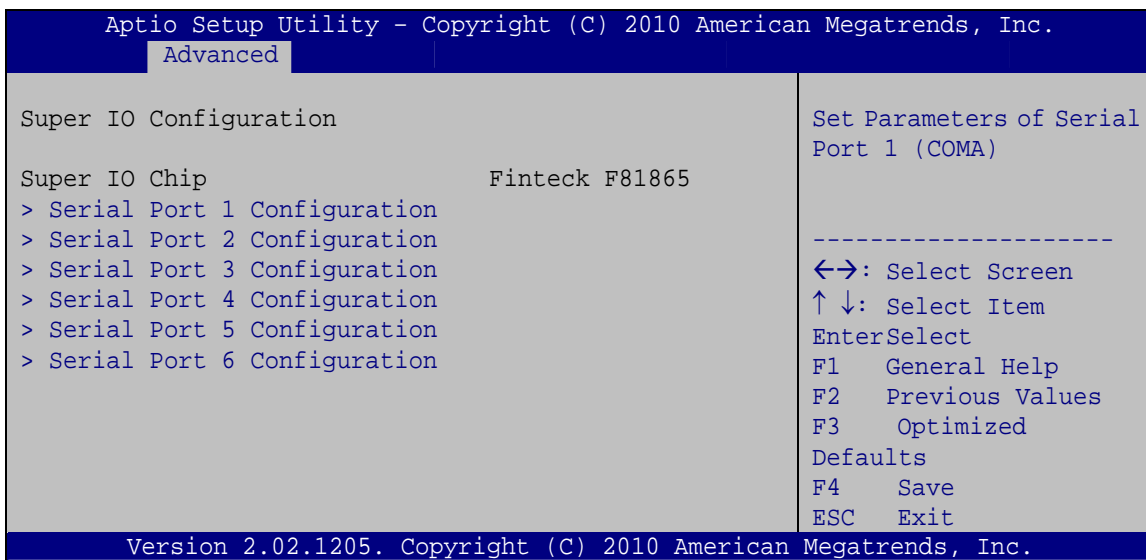 Aptio Setup Utility – Copyright (C) 2010 American Megatrends, Inc.
Advanced
Super IO Configuration
Super IO Chip Finteck F81865
> Serial Port 1 Configuration
> Serial Port 2 Configuration
> Serial Port 3 Configuration
> Serial Port 4 Configuration
> Serial Port 5 Configuration
> Serial Port 6 Configuration
Set Parameters of Serial
Port 1 (COMA)
---------------------
←→: Select Screen
↑ ↓: Select Item
EnterSelect
F1 General Help
F2 Previous Values
F3 Optimized
Defaults
F4 Save
ESC Exit
Version 2.02.1205. Copyright (C) 2010 American Megatrends, Inc.